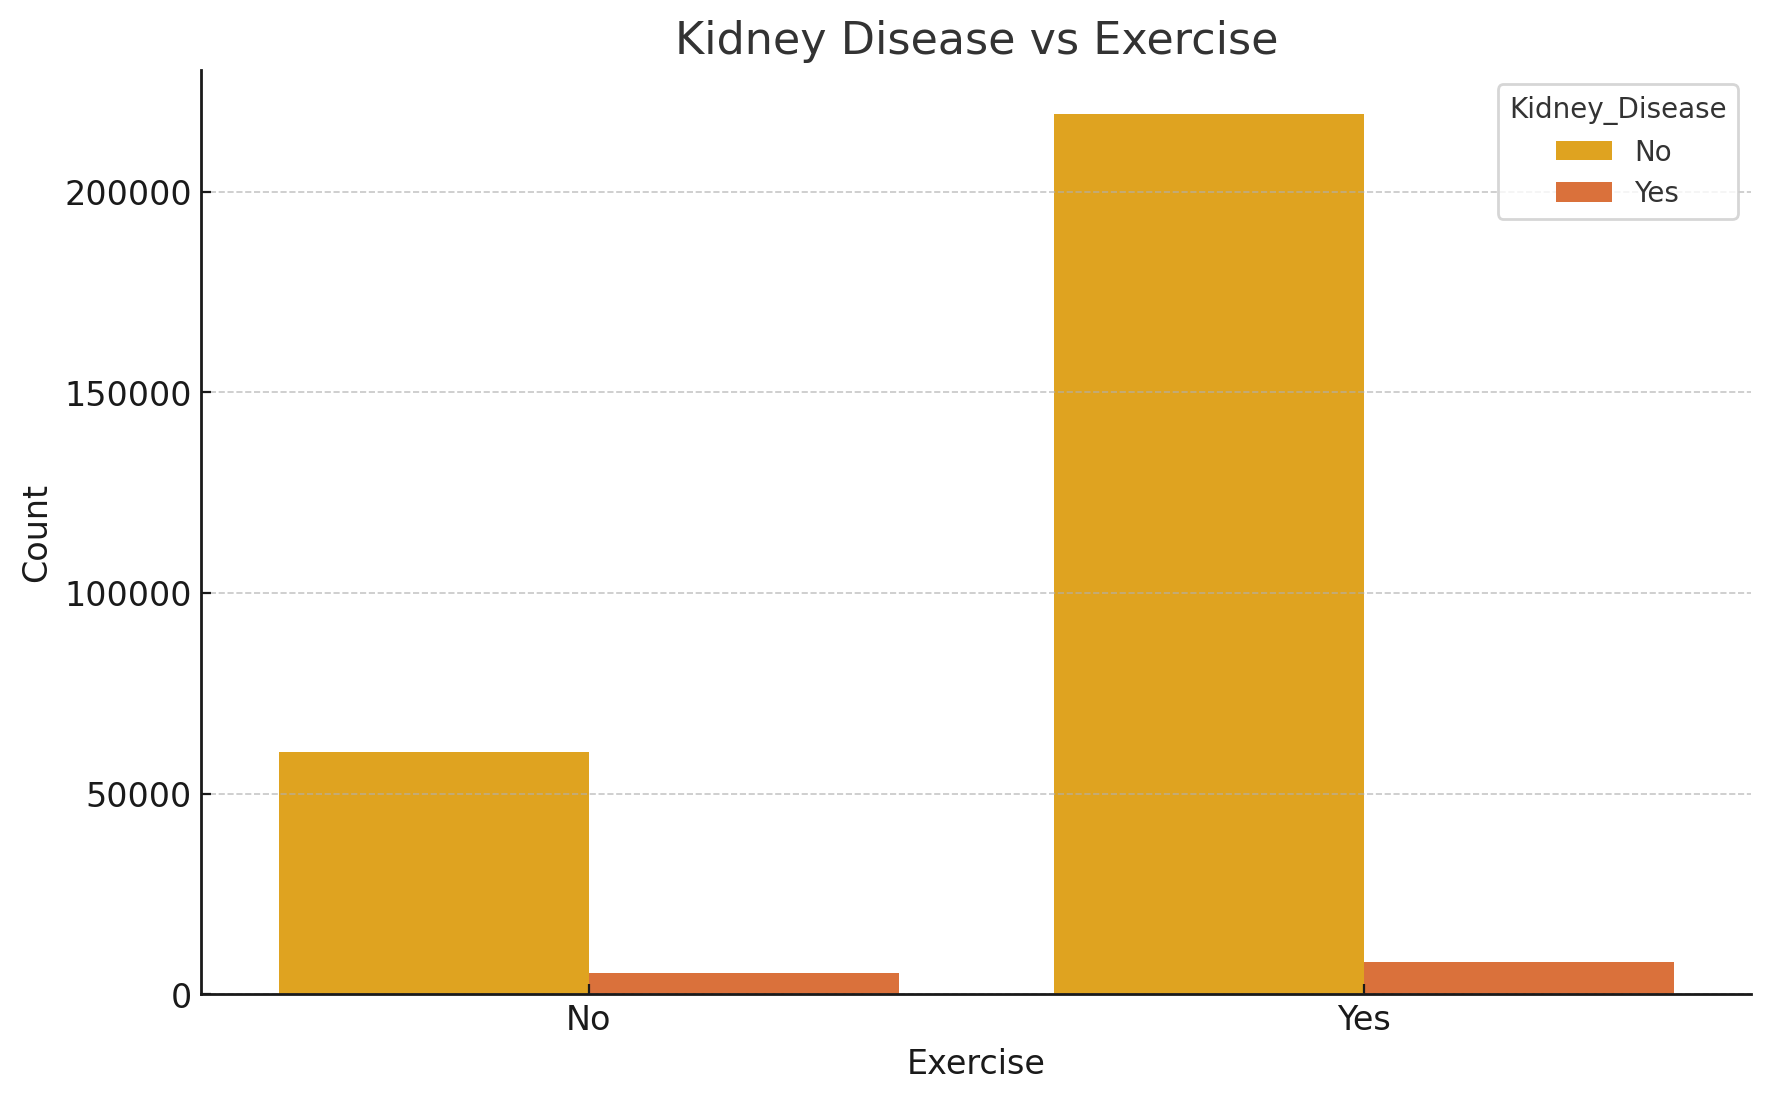 Kidney Disease vs Exercise
Kidney_Disease
No
Yes
200000
150000
100000
50000
0
Count
No
Yes
Exercise